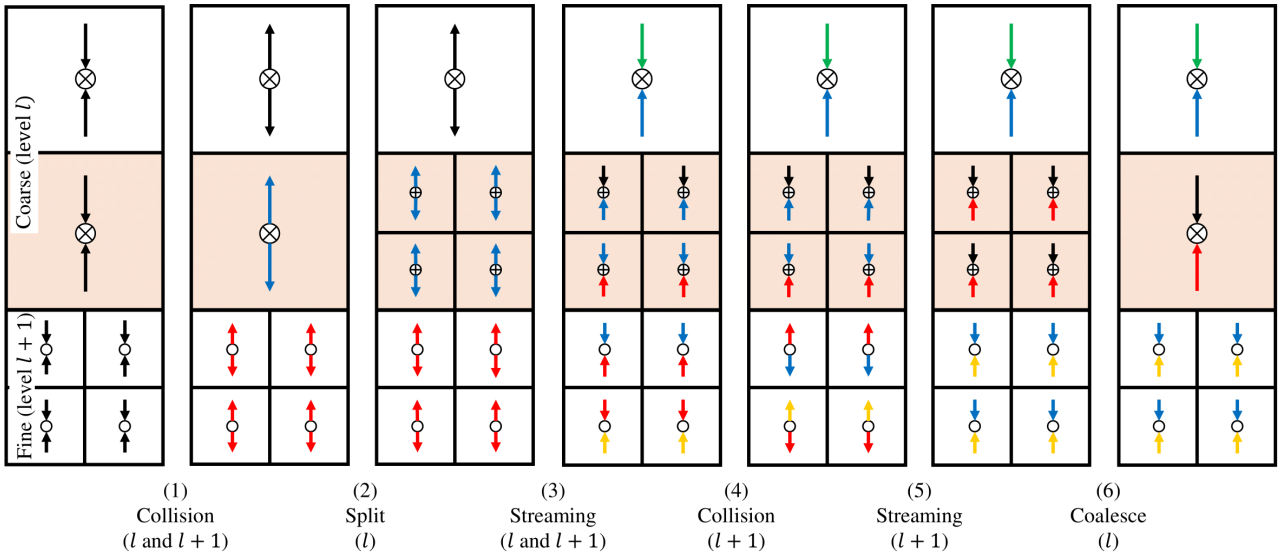 Coarse (level l)
Fine (level l + 1)
(1)
Collision
(l and l + 1)
(2)
Split
(l)
(3)
Streaming
(l and l + 1)
(4)
Collision
(l + 1)
(5)
Streaming
(l + 1)
(6)
Coalesce
(l)